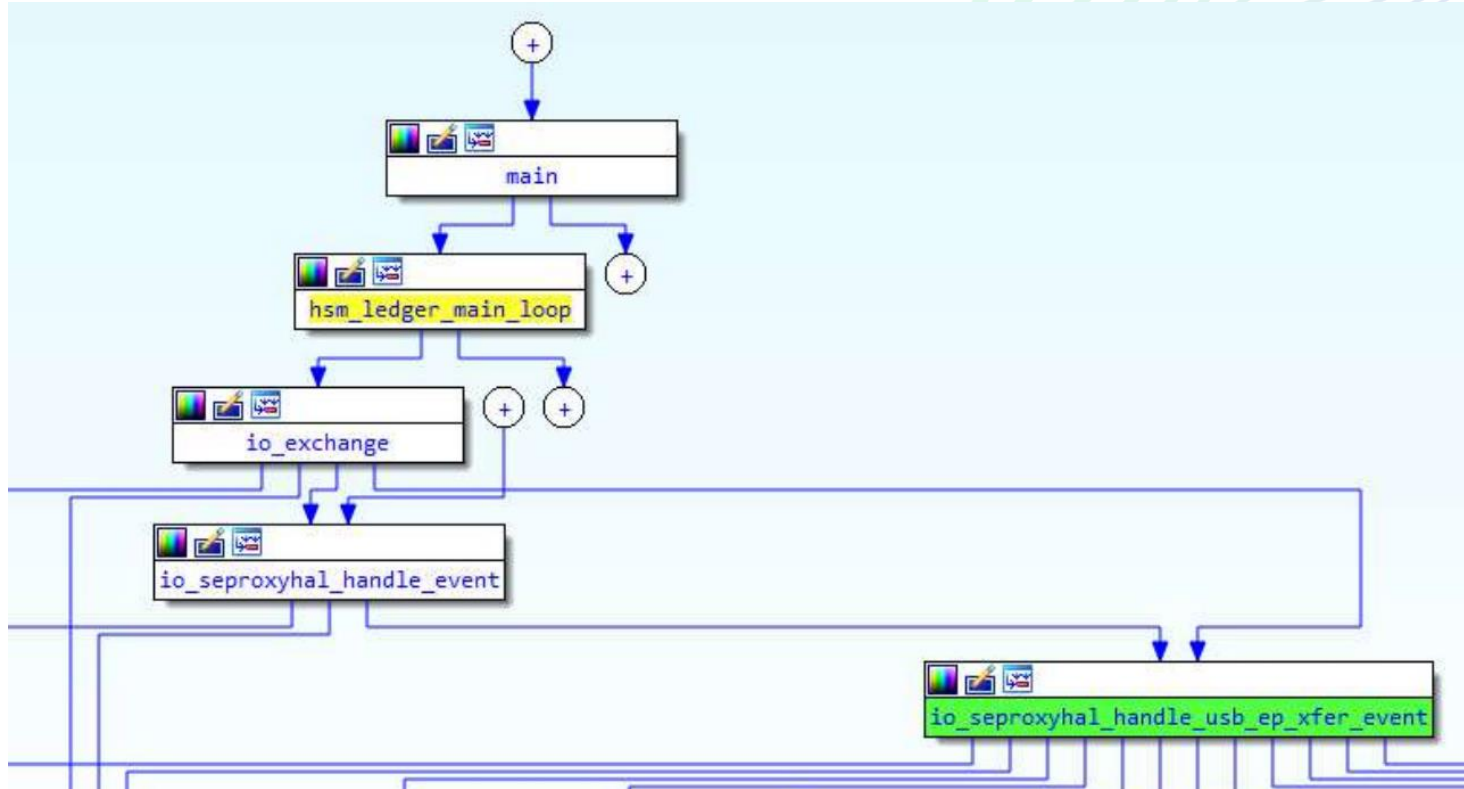 +
main
hsm_ledger_main_loop
+
io_exchange
+
+
io_seproxyhal_handle_event
io_seproxyhal_handle_usb_ep_xfer_event